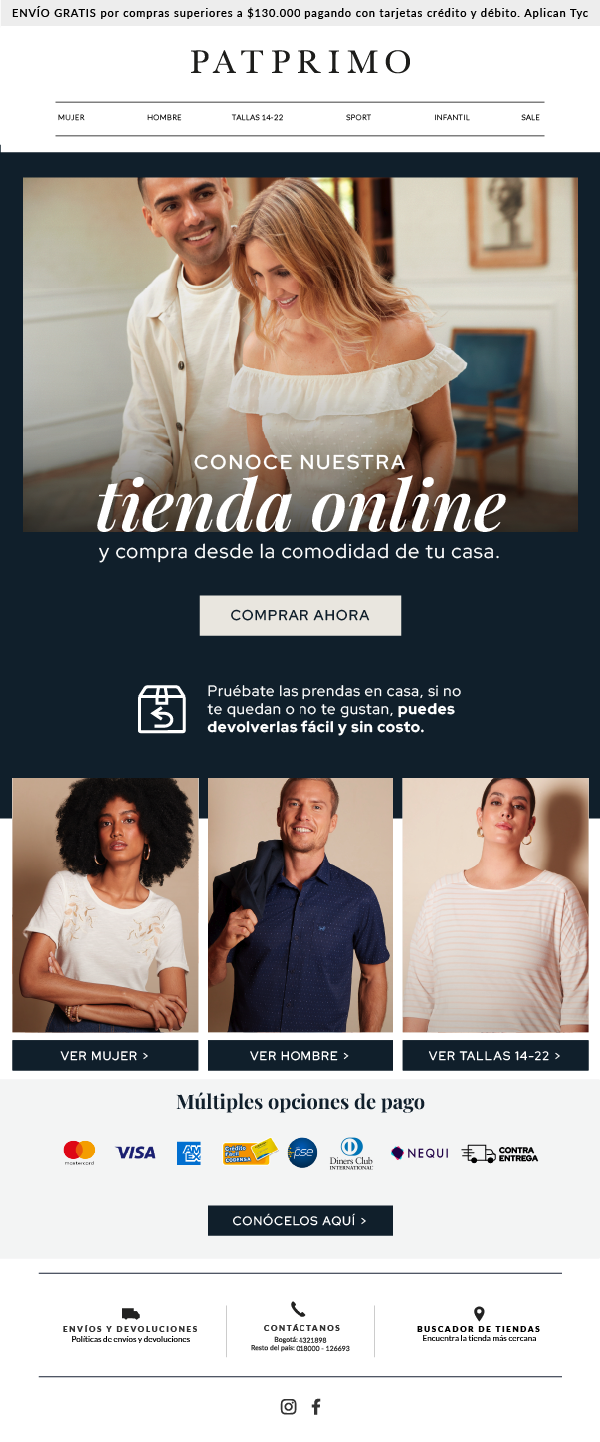 ENVÍO GRATIS por compras superiores a $130.000 pagando con tarjetas crédito y débito. Aplican Tyc
PATPRIMO
MUJER HOMBRE TALLAS 14-22 SPORT INFANTIL SALE
CONOCE NUESTRA
tienda online
y compra desde la comodidad de tu casa.
COMPRAR AHORA
Pruébate las prendas en casa, si no
te quedan o no te gustan, puedes
devolverlas fácil y sin costo.
VER MUJER > VER HOMBRE > VER TALLAS 14-22 >
Múltiples opciones de pago
mastercard VISA AMEX Crédito Fácil CODENSA pse Diners Club INTERNATIONAL NEQUI CONTRA ENTREGA
CONÓCELOS AQUÍ >
ENVÍOS Y DEVOLUCIONES
Políticas de envíos y devoluciones
CONTÁCTANOS
Bogotá: 4321898
Resto del país: 018000 - 126693
BUSCADOR DE TIENDAS
Encuentra la tienda más cercana